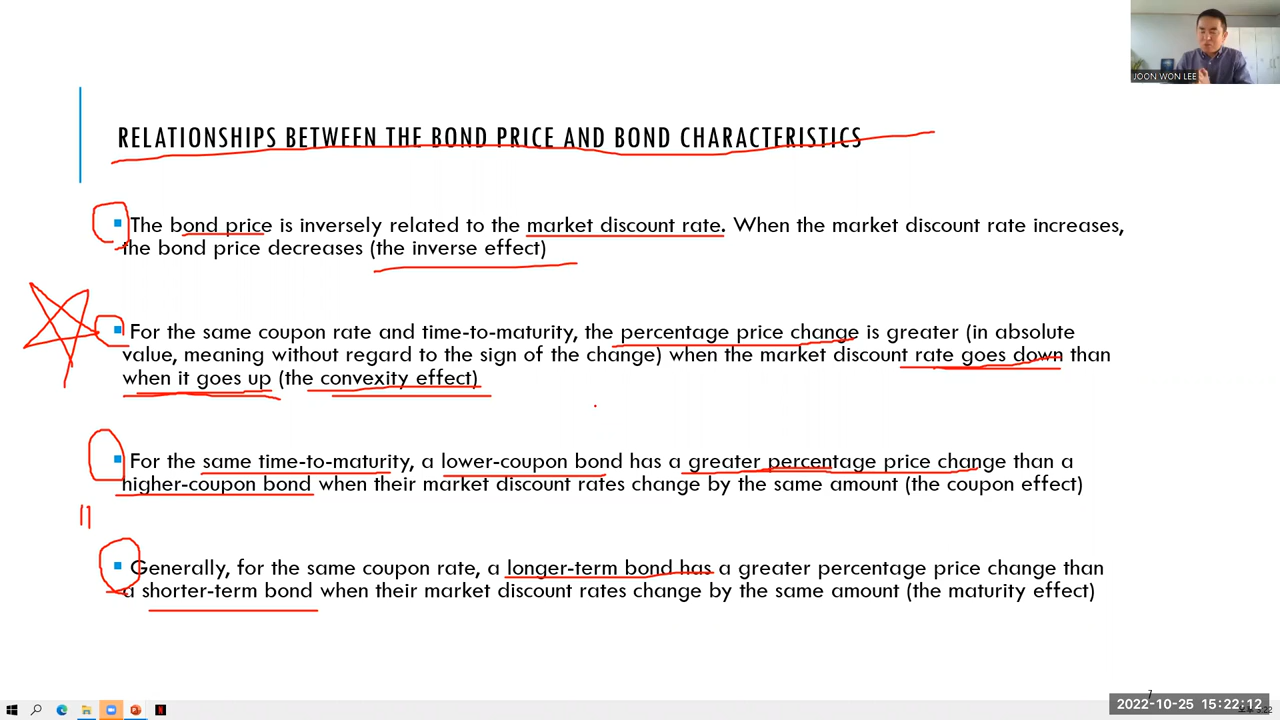 JOON WON LEE
RELATIONSHIPS BETWEEN THE BOND PRICE AND BOND CHARACTERISTICS
The bond price is inversely related to the market discount rate. When the market discount rate increases,
the bond price decreases (the inverse effect)
For the same coupon rate and time-to-maturity, the percentage price change is greater (in absolute
value, meaning without regard to the sign of the change) when the market discount rate goes down than
when it goes up (the convexity effect)
For the same time-to-maturity, a lower-coupon bond has a greater percentage price change than a
higher-coupon bond when their market discount rates change by the same amount (the coupon effect)
Generally, for the same coupon rate, a longer-term bond has a greater percentage price change than
a shorter-term bond when their market discount rates change by the same amount (the maturity effect)
7
2022-10-25 15:22:12